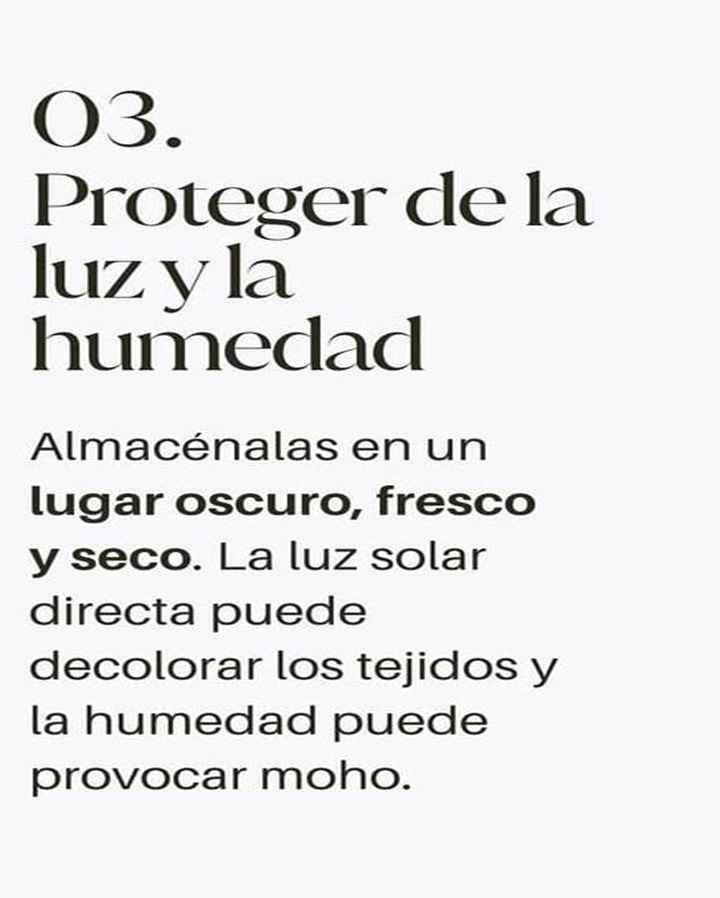 03.
Proteger de la
luz y la
humedad
Almacénalas en un
lugar oscuro, fresco
y seco. La luz solar
directa puede
decolorar los tejidos y
la humedad puede
provocar moho.